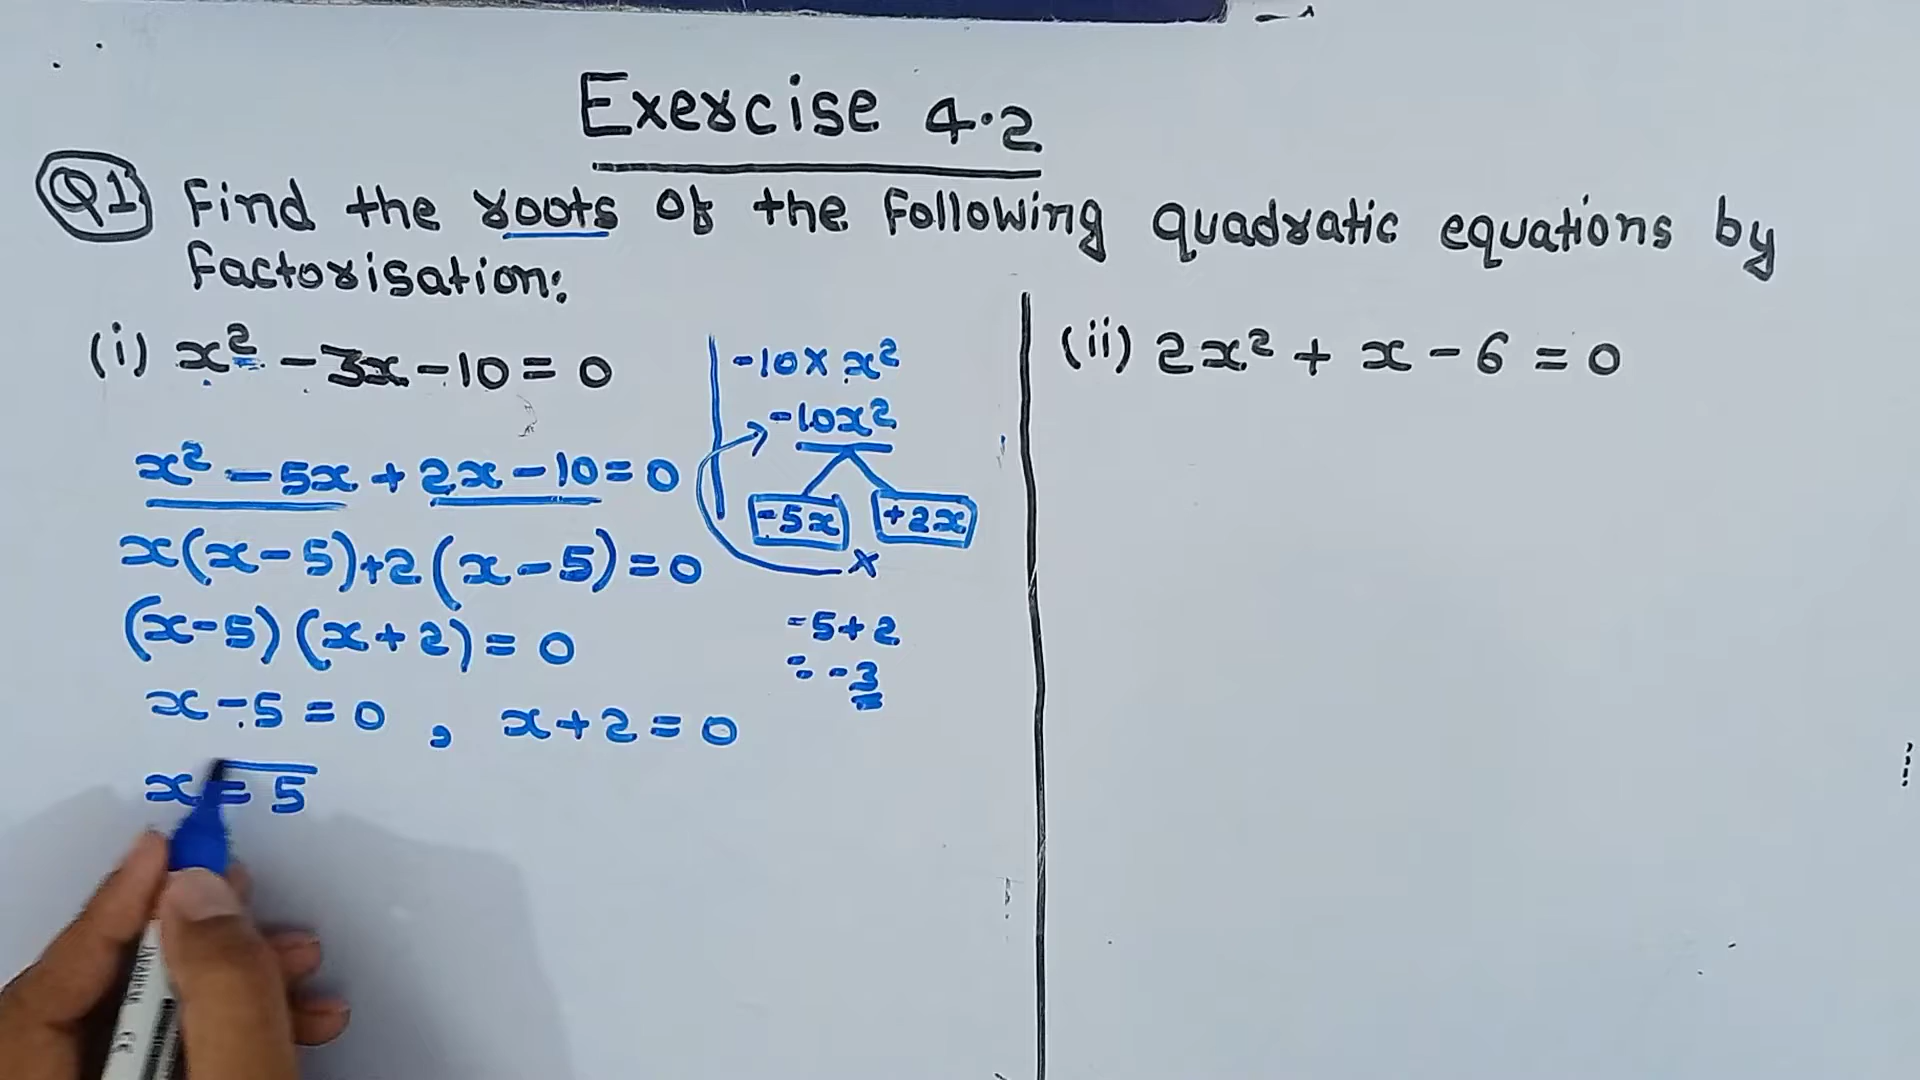 Exercise 4.2
Q1 Find the roots of the following quadratic equations by
factorisation:
(i) x² - 3x - 10 = 0
x² - 5x + 2x - 10 = 0
x(x - 5) + 2(x - 5) = 0
(x - 5)(x + 2) = 0
x - 5 = 0 , x + 2 = 0
x = 5
-10 × x²
-10x²
-5x +2x
×
-5+2
= -3
(ii) 2x² + x - 6 = 0